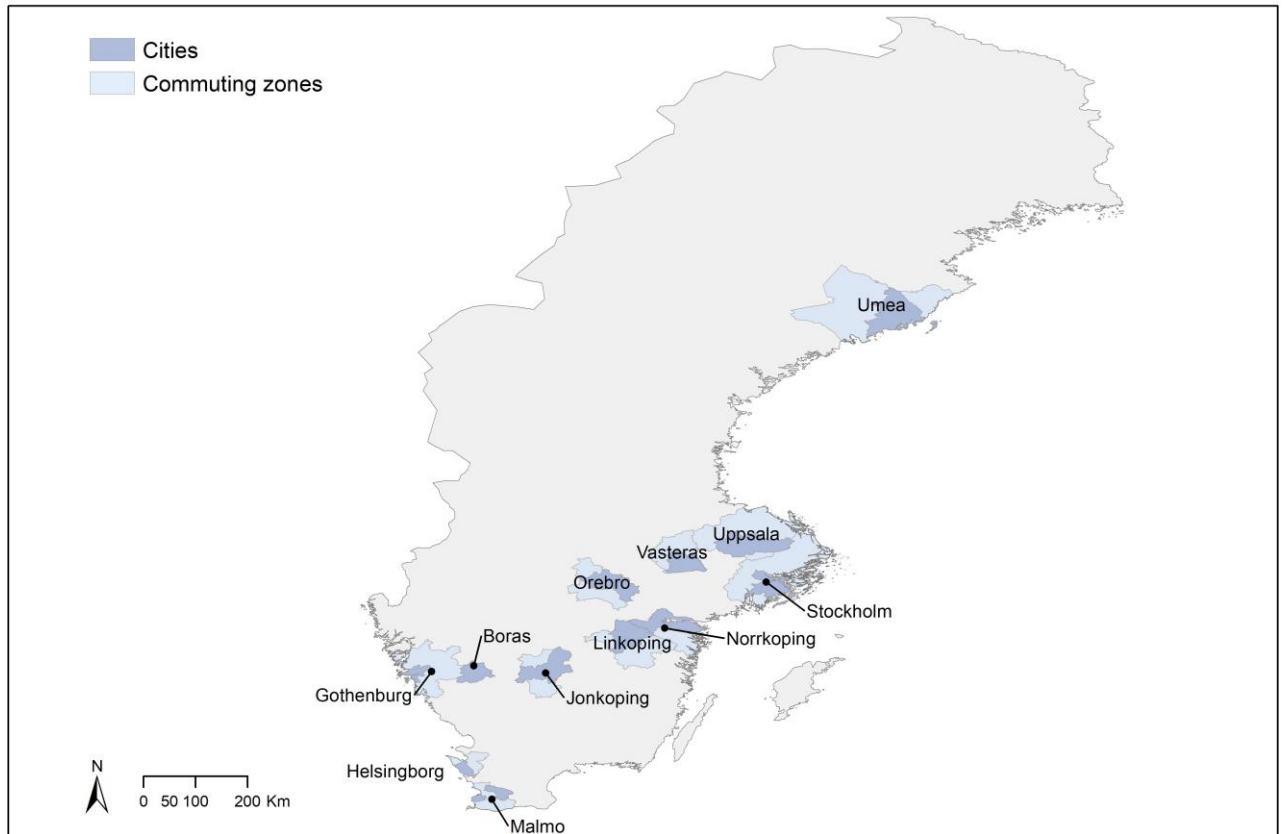 Cities
Commuting zones
Umea
Uppsala
Vasteras
Orebro
Stockholm
Boras
Linkoping
Norrkoping
Gothenburg
Jonkoping
Helsingborg
N
0 50 100 200 Km
Malmo